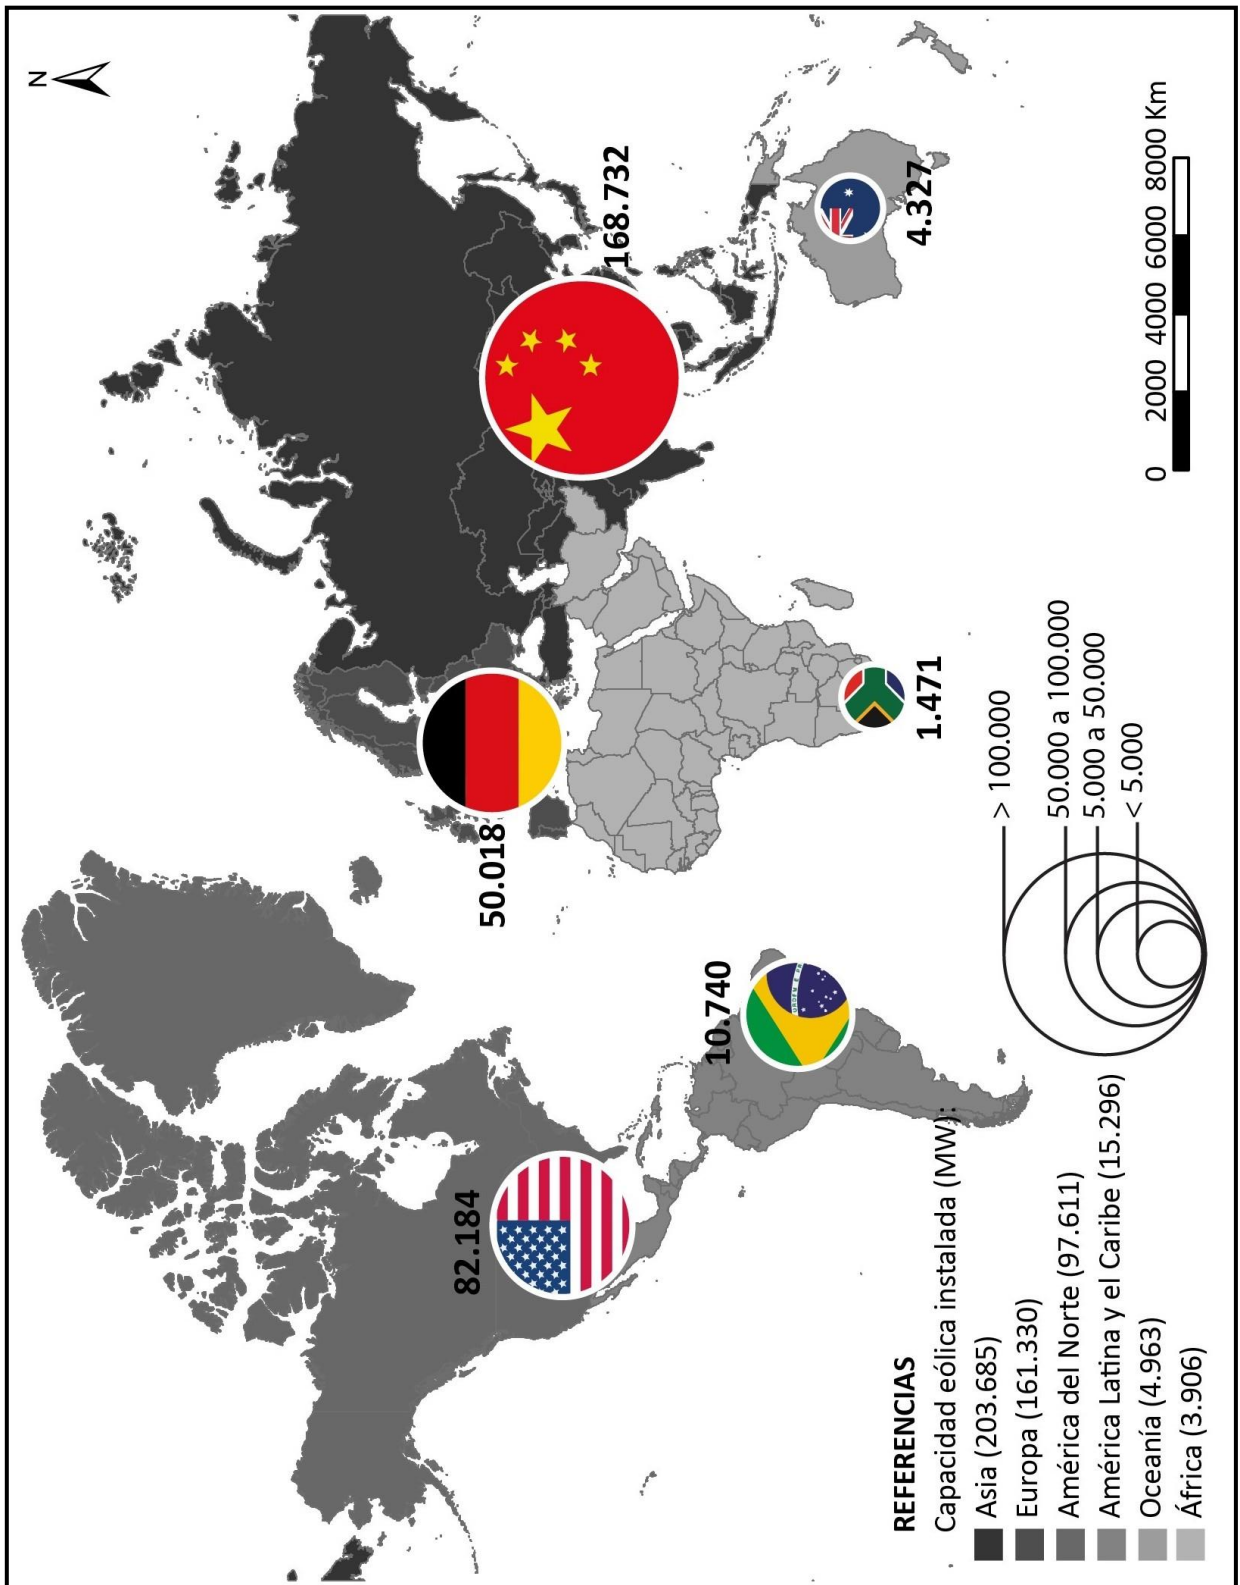 N
82.184
50.018
168.732
10.740
1.471
4.327
REFERENCIAS
Capacidad eólica instalada (MW):
Asia (203.685)
Europa (161.330)
América del Norte (97.611)
América Latina y el Caribe (15.296)
Oceanía (4.963)
África (3.906)
> 100.000
50.000 a 100.000
5.000 a 50.000
< 5.000
0 2000 4000 6000 8000 Km